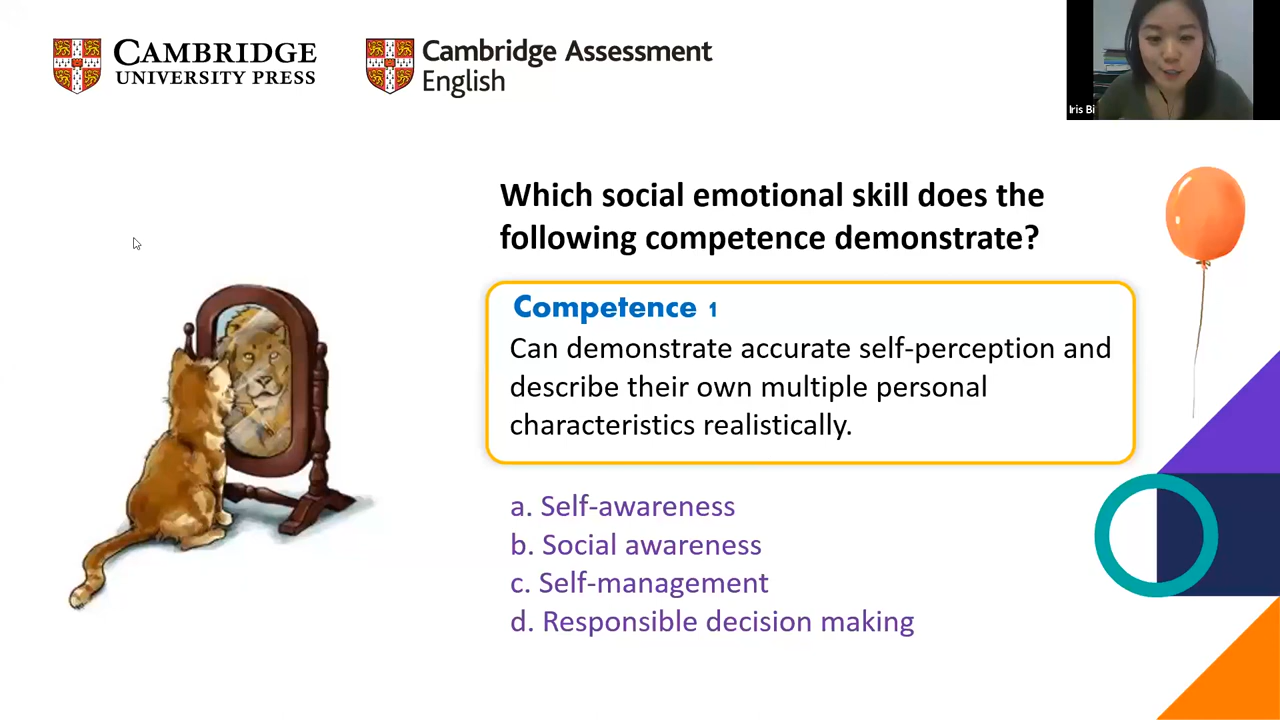 CAMBRIDGE
UNIVERSITY PRESS
Cambridge Assessment
English
Iris Bi
Which social emotional skill does the
following competence demonstrate?
Competence 1
Can demonstrate accurate self-perception and
describe their own multiple personal
characteristics realistically.
a. Self-awareness
b. Social awareness
c. Self-management
d. Responsible decision making